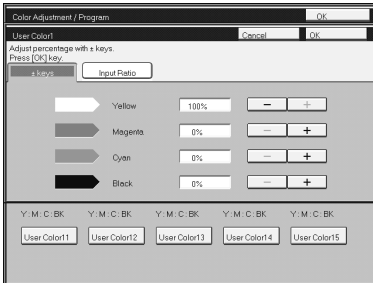 Color Adjustment / Program OK
User Color1 Cancel OK
Adjust percentage with ± keys.
Press [OK] key.
± keys Input Ratio
Yellow 100% − +
Magenta 0% − +
Cyan 0% − +
Black 0% − +
Y:M:C:BK Y:M:C:BK Y:M:C:BK Y:M:C:BK Y:M:C:BK
User Color11 User Color12 User Color13 User Color14 User Color15